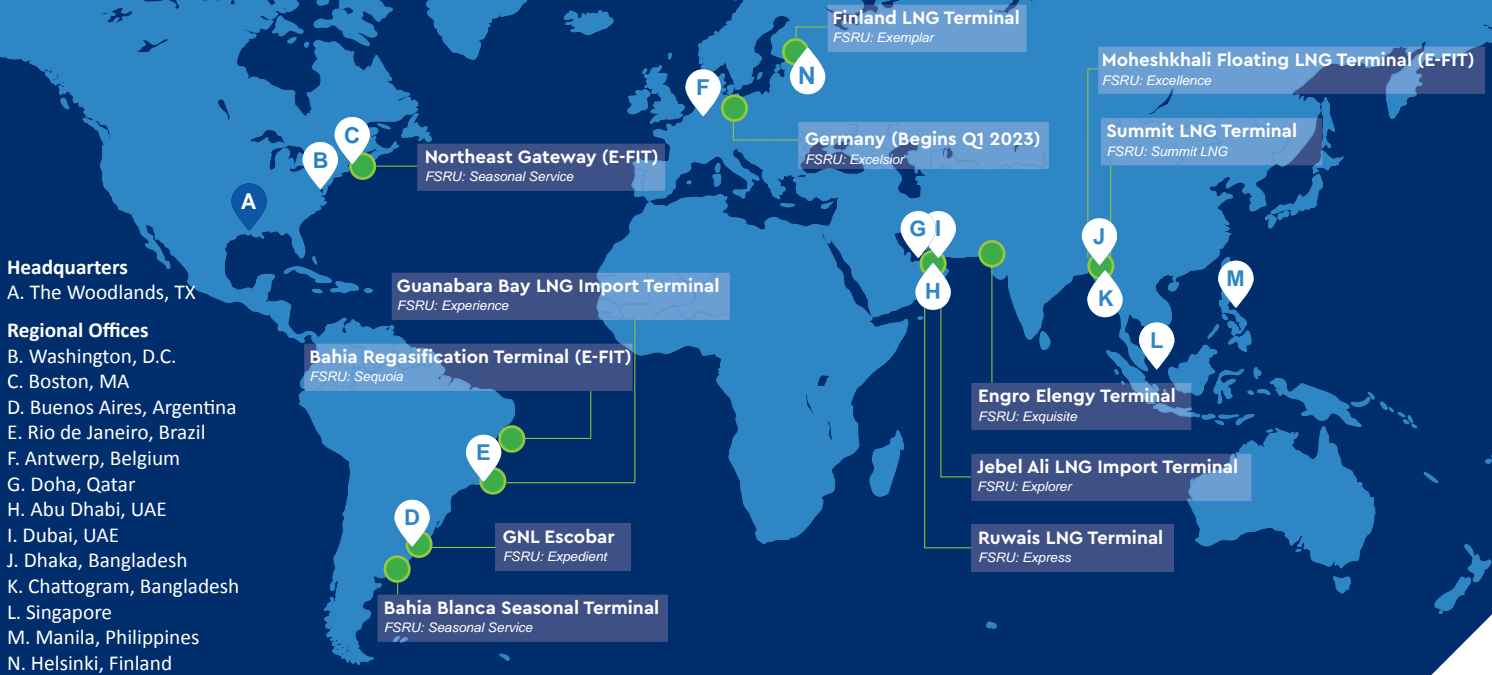 Finland LNG Terminal
FSRU: Exemplar
Moheshkhali Floating LNG Terminal (E-FIT)
FSRU: Excellence
N
F
Summit LNG Terminal
FSRU: Summit LNG
Germany (Begins Q1 2023)
FSRU: Excelsior
C
B
Northeast Gateway (E-FIT)
FSRU: Seasonal Service
A
G
I
J
H
K
M
L
Headquarters
A. The Woodlands, TX
Regional Offices
B. Washington, D.C.
C. Boston, MA
D. Buenos Aires, Argentina
E. Rio de Janeiro, Brazil
F. Antwerp, Belgium
G. Doha, Qatar
H. Abu Dhabi, UAE
I. Dubai, UAE
J. Dhaka, Bangladesh
K. Chattogram, Bangladesh
L. Singapore
M. Manila, Philippines
N. Helsinki, Finland
Guanabara Bay LNG Import Terminal
FSRU: Experience
Bahia Regasification Terminal (E-FIT)
FSRU: Sequoia
E
D
GNL Escobar
FSRU: Expedient
Bahia Blanca Seasonal Terminal
FSRU: Seasonal Service
Engro Elengy Terminal
FSRU: Exquisite
Jebel Ali LNG Import Terminal
FSRU: Explorer
Ruwais LNG Terminal
FSRU: Express